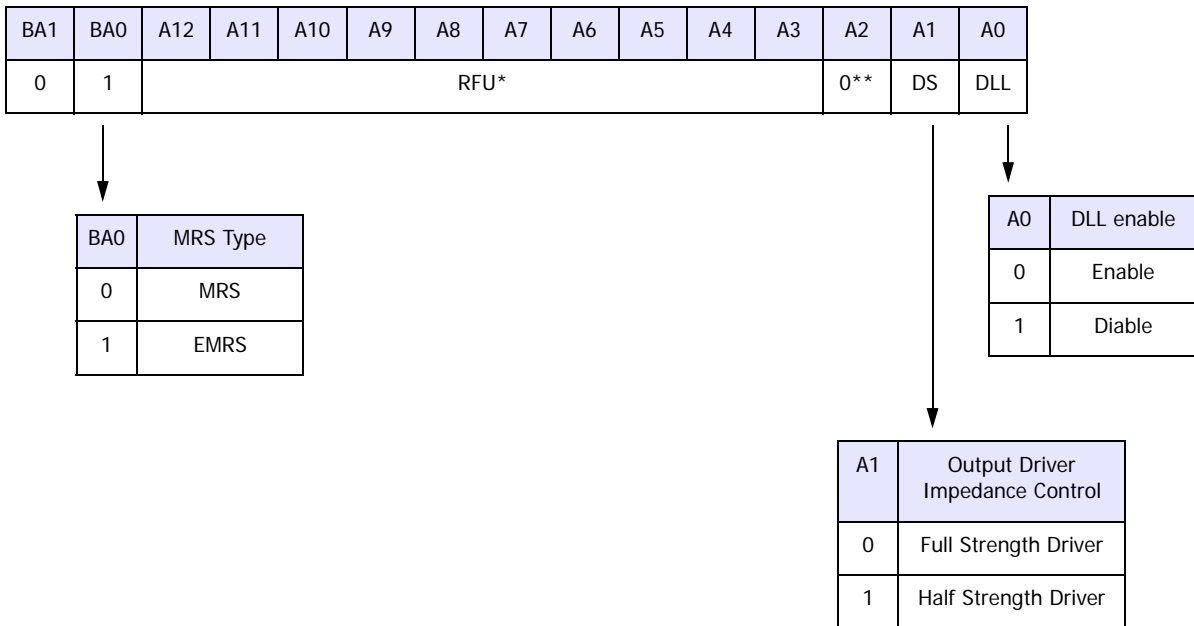 BA1 BA0 A12 A11 A10 A9 A8 A7 A6 A5 A4 A3 A2 A1 A0
0 1 RFU* 0** DS DLL
BA0 MRS Type
0 MRS
1 EMRS
A0 DLL enable
0 Enable
1 Diable
A1 Output Driver
Impedance Control
0 Full Strength Driver
1 Half Strength Driver